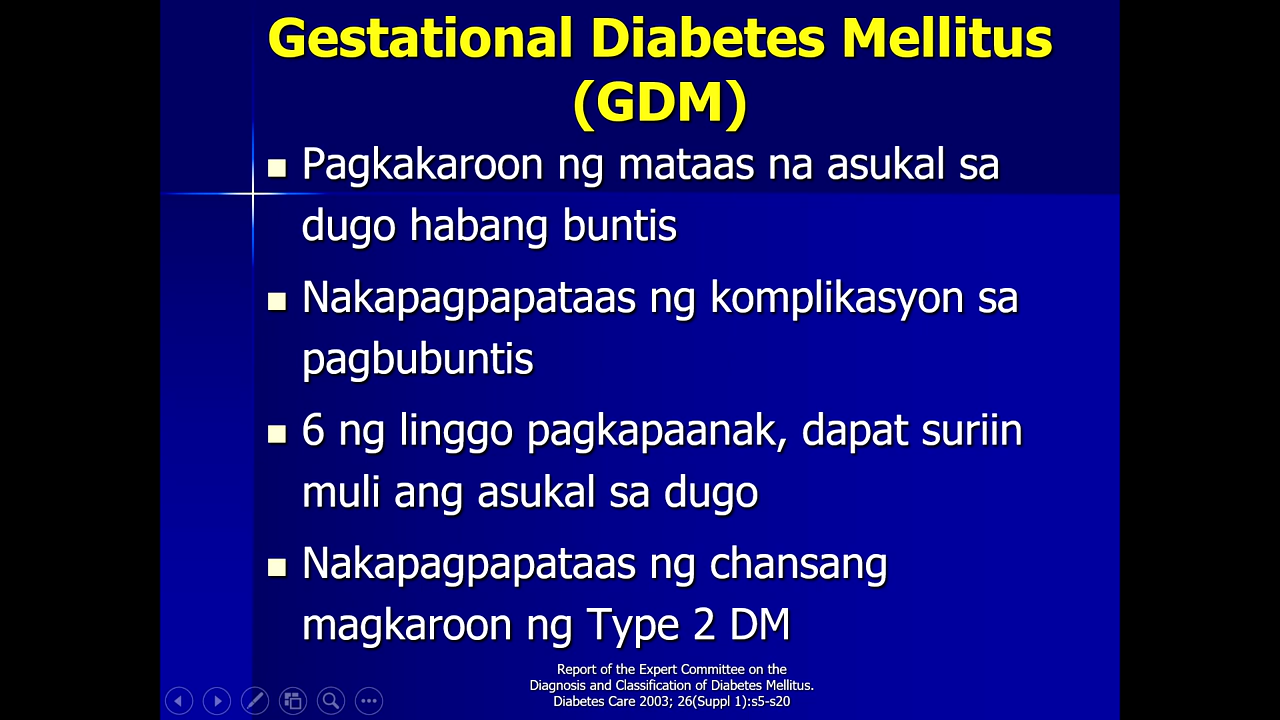 Gestational Diabetes Mellitus
(GDM)
Pagkakaroon ng mataas na asukal sa
dugo habang buntis
Nakapagpapataas ng komplikasyon sa
pagbubuntis
6 ng linggo pagkapaanak, dapat suriin
muli ang asukal sa dugo
Nakapagpapataas ng chansang
magkaroon ng Type 2 DM
Report of the Expert Committee on the
Diagnosis and Classification of Diabetes Mellitus.
Diabetes Care 2003; 26(Suppl 1):s5-s20